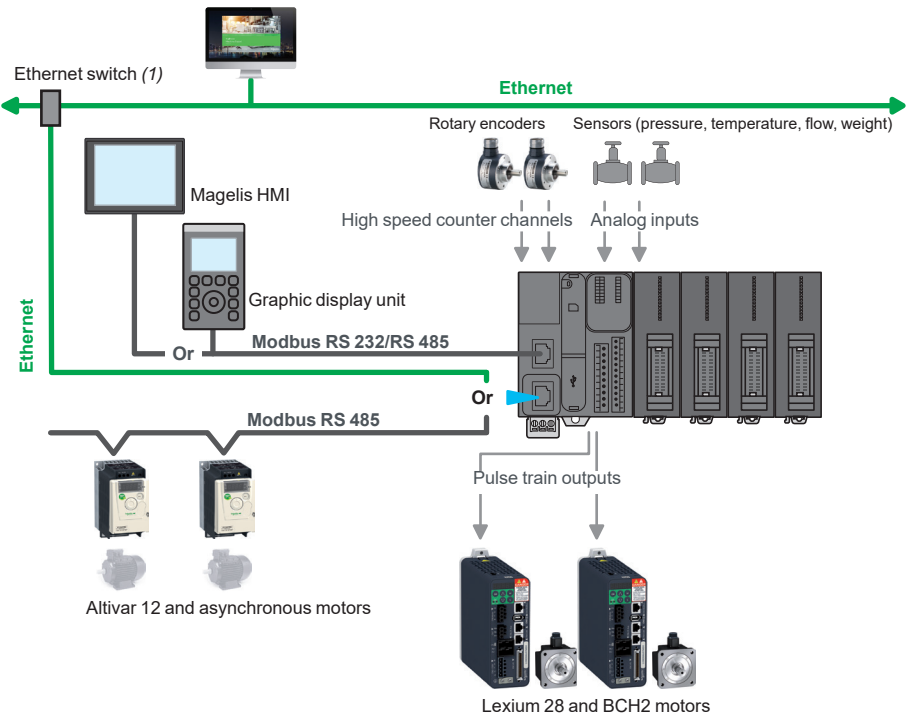 Ethernet switch (1)
Ethernet
Rotary encoders
Sensors (pressure, temperature, flow, weight)
Magelis HMI
High speed counter channels
Analog inputs
Graphic display unit
Ethernet
Or
Modbus RS 232/RS 485
Or
Modbus RS 485
Pulse train outputs
Altivar 12 and asynchronous motors
Lexium 28 and BCH2 motors